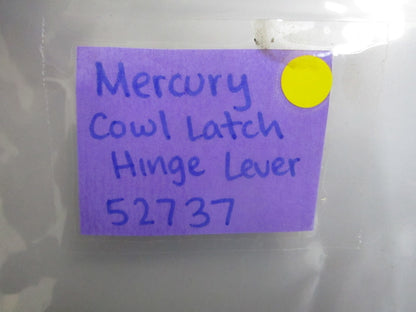 Mercury
Cowl Latch
Hinge Lever
52737